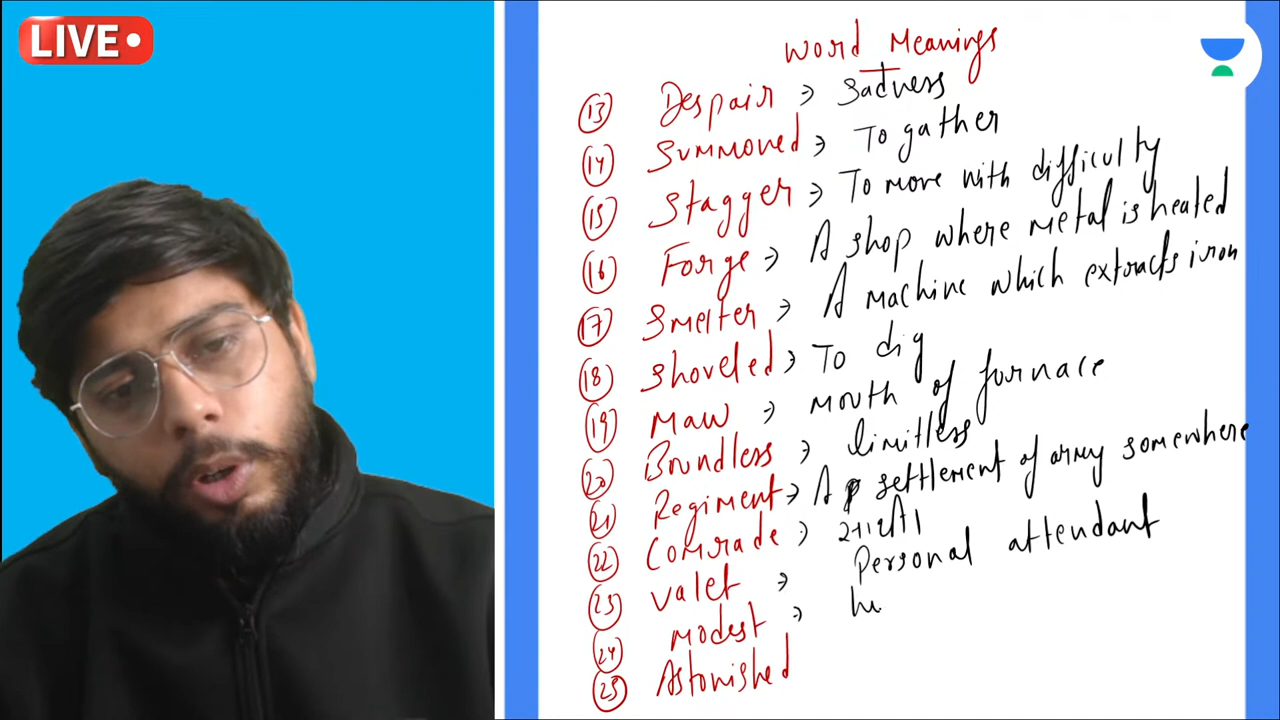 LIVE
Word Meanings
13 Despair → Sadness
14 Summoned → To gather
15 Stagger → To move with difficulty
16 Forge → A shop where metal is heated
17 Smelter → A machine which extracts iron
18 Shoveled → To dig
19 Maw → Mouth of furnace
20 Boundless → limitless
21 Regiment → A settlement of army somewhere
22 Comrade →
23 Valet → Personal attendant
24 Modest → hu
25 Astonished